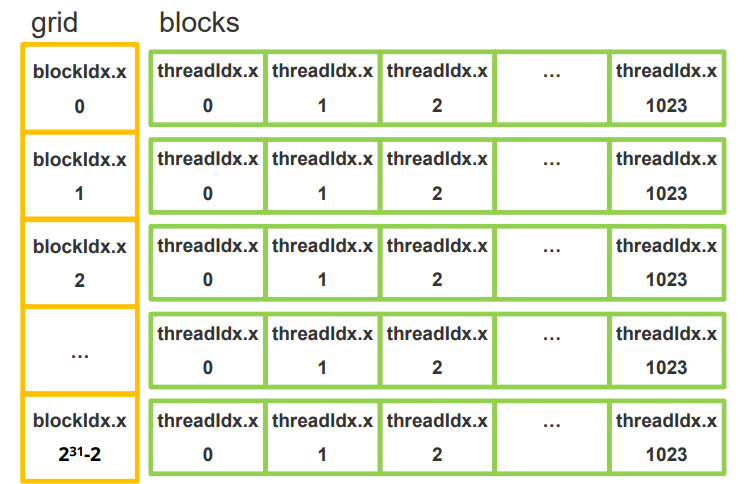 grid blocks
blockIdx.x threadIdx.x threadIdx.x threadIdx.x ... threadIdx.x
0 0 1 2 1023
blockIdx.x threadIdx.x threadIdx.x threadIdx.x ... threadIdx.x
1 0 1 2 1023
blockIdx.x threadIdx.x threadIdx.x threadIdx.x ... threadIdx.x
2 0 1 2 1023
threadIdx.x threadIdx.x threadIdx.x ... threadIdx.x
... 0 1 2 1023
blockIdx.x threadIdx.x threadIdx.x threadIdx.x ... threadIdx.x
2³¹-2 0 1 2 1023